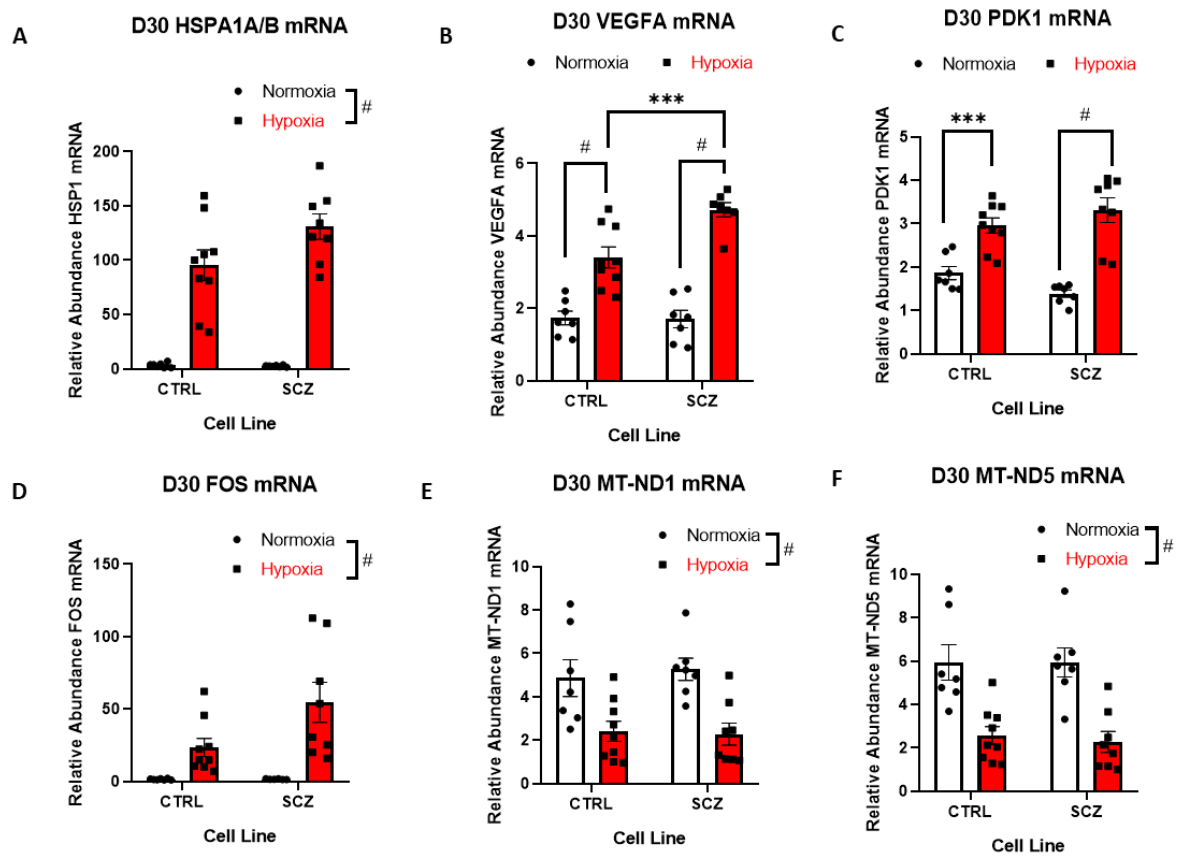 A
D30 HSPA1A/B mRNA
Normoxia
Hypoxia
#
Relative Abundance HSP1 mRNA
200
150
100
50
0
CTRL
SCZ
Cell Line
B
D30 VEGFA mRNA
Normoxia
Hypoxia
***
#
#
Relative Abundance VEGFA mRNA
6
4
2
0
CTRL
SCZ
Cell Line
C
D30 PDK1 mRNA
Normoxia
Hypoxia
***
#
Relative Abundance PDK1 mRNA
5
4
3
2
1
0
CTRL
SCZ
Cell Line
D
D30 FOS mRNA
Normoxia
Hypoxia
#
Relative Abundance FOS mRNA
150
100
50
0
CTRL
SCZ
Cell Line
E
D30 MT-ND1 mRNA
Normoxia
Hypoxia
#
Relative Abundance MT-ND1 mRNA
10
8
6
4
2
0
CTRL
SCZ
Cell Line
F
D30 MT-ND5 mRNA
Normoxia
Hypoxia
#
Relative Abundance MT-ND5 mRNA
10
8
6
4
2
0
CTRL
SCZ
Cell Line